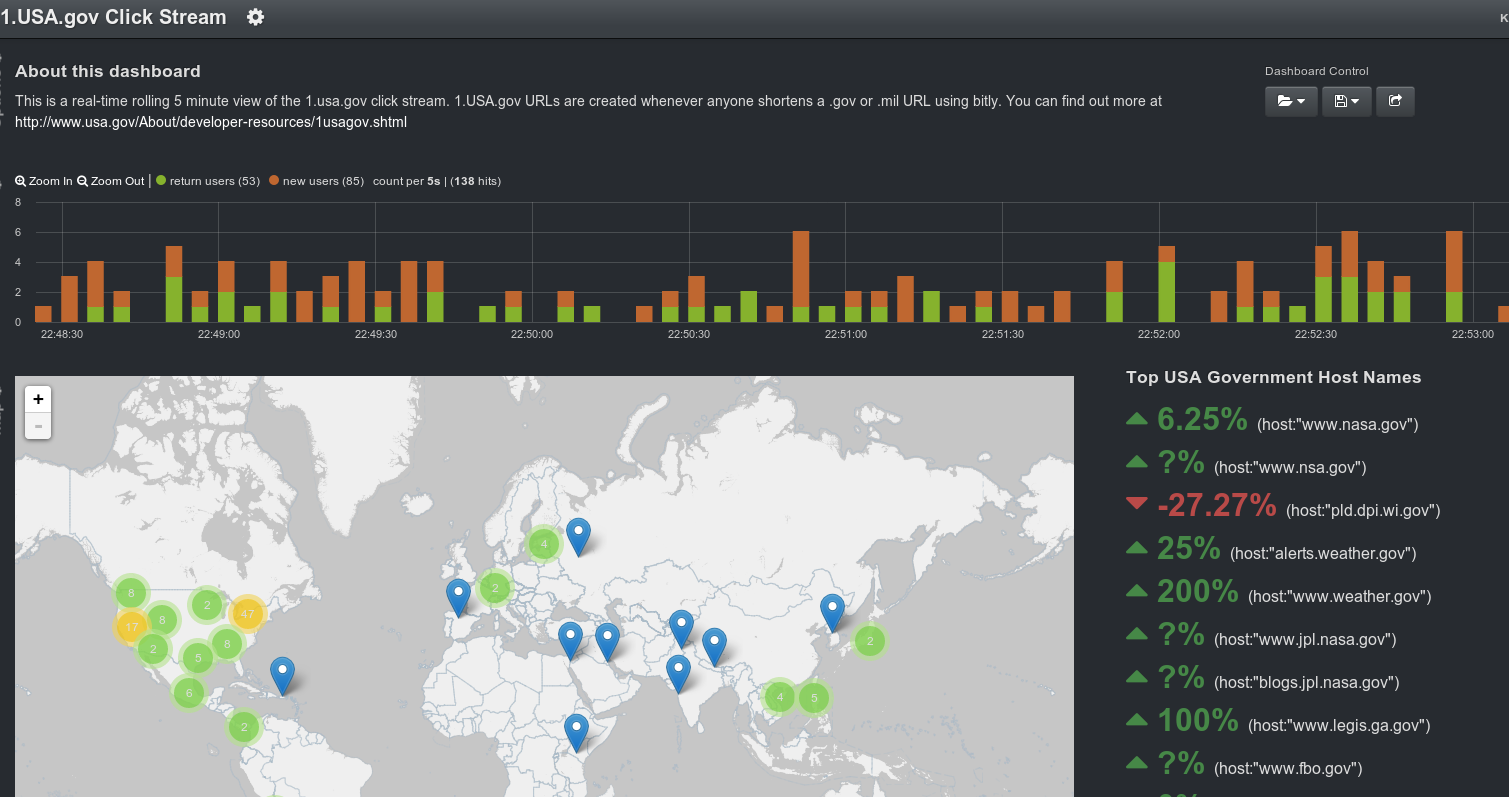 1.USA.gov Click Stream
K
About this dashboard
Dashboard Control
This is a real-time rolling 5 minute view of the 1.usa.gov click stream. 1.USA.gov URLs are created whenever anyone shortens a .gov or .mil URL using bitly. You can find out more at
http://www.usa.gov/About/developer-resources/1usagov.shtml
Zoom In Zoom Out | return users (53) new users (85) count per 5s | (138 hits)
8
6
4
2
0
22:48:30 22:49:00 22:49:30 22:50:00 22:50:30 22:51:00 22:51:30 22:52:00 22:52:30 22:53:00
+
-
4
2
8
2
47
17
8
2
8
5
6
2
2
4
5
Top USA Government Host Names
6.25% (host:"www.nasa.gov")
?% (host:"www.nsa.gov")
-27.27% (host:"pld.dpi.wi.gov")
25% (host:"alerts.weather.gov")
200% (host:"www.weather.gov")
?% (host:"www.jpl.nasa.gov")
?% (host:"blogs.jpl.nasa.gov")
100% (host:"www.legis.ga.gov")
?% (host:"www.fbo.gov")